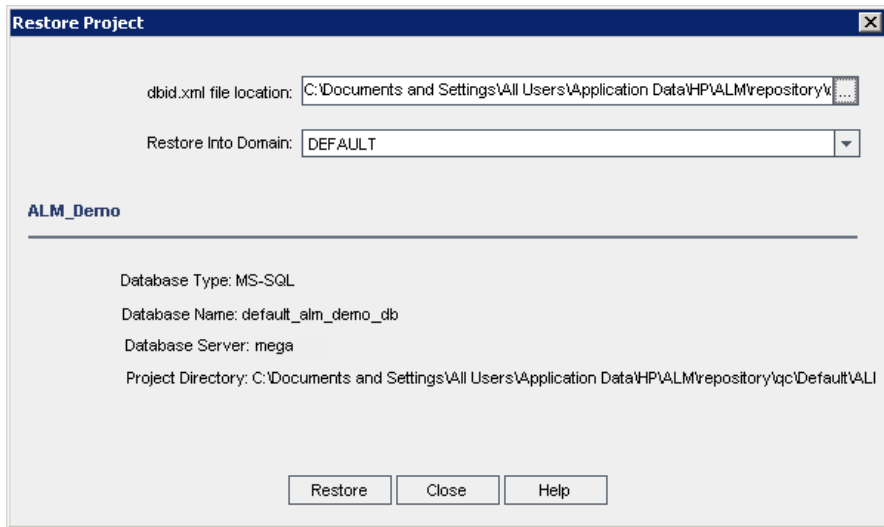 Restore Project
dbid.xml file location: C:\Documents and Settings\All Users\Application Data\HP\ALM\repository\ ...
Restore Into Domain: DEFAULT
ALM_Demo
Database Type: MS-SQL
Database Name: default_alm_demo_db
Database Server: mega
Project Directory: C:\Documents and Settings\All Users\Application Data\HP\ALM\repository\qc\Default\AL
Restore Close Help